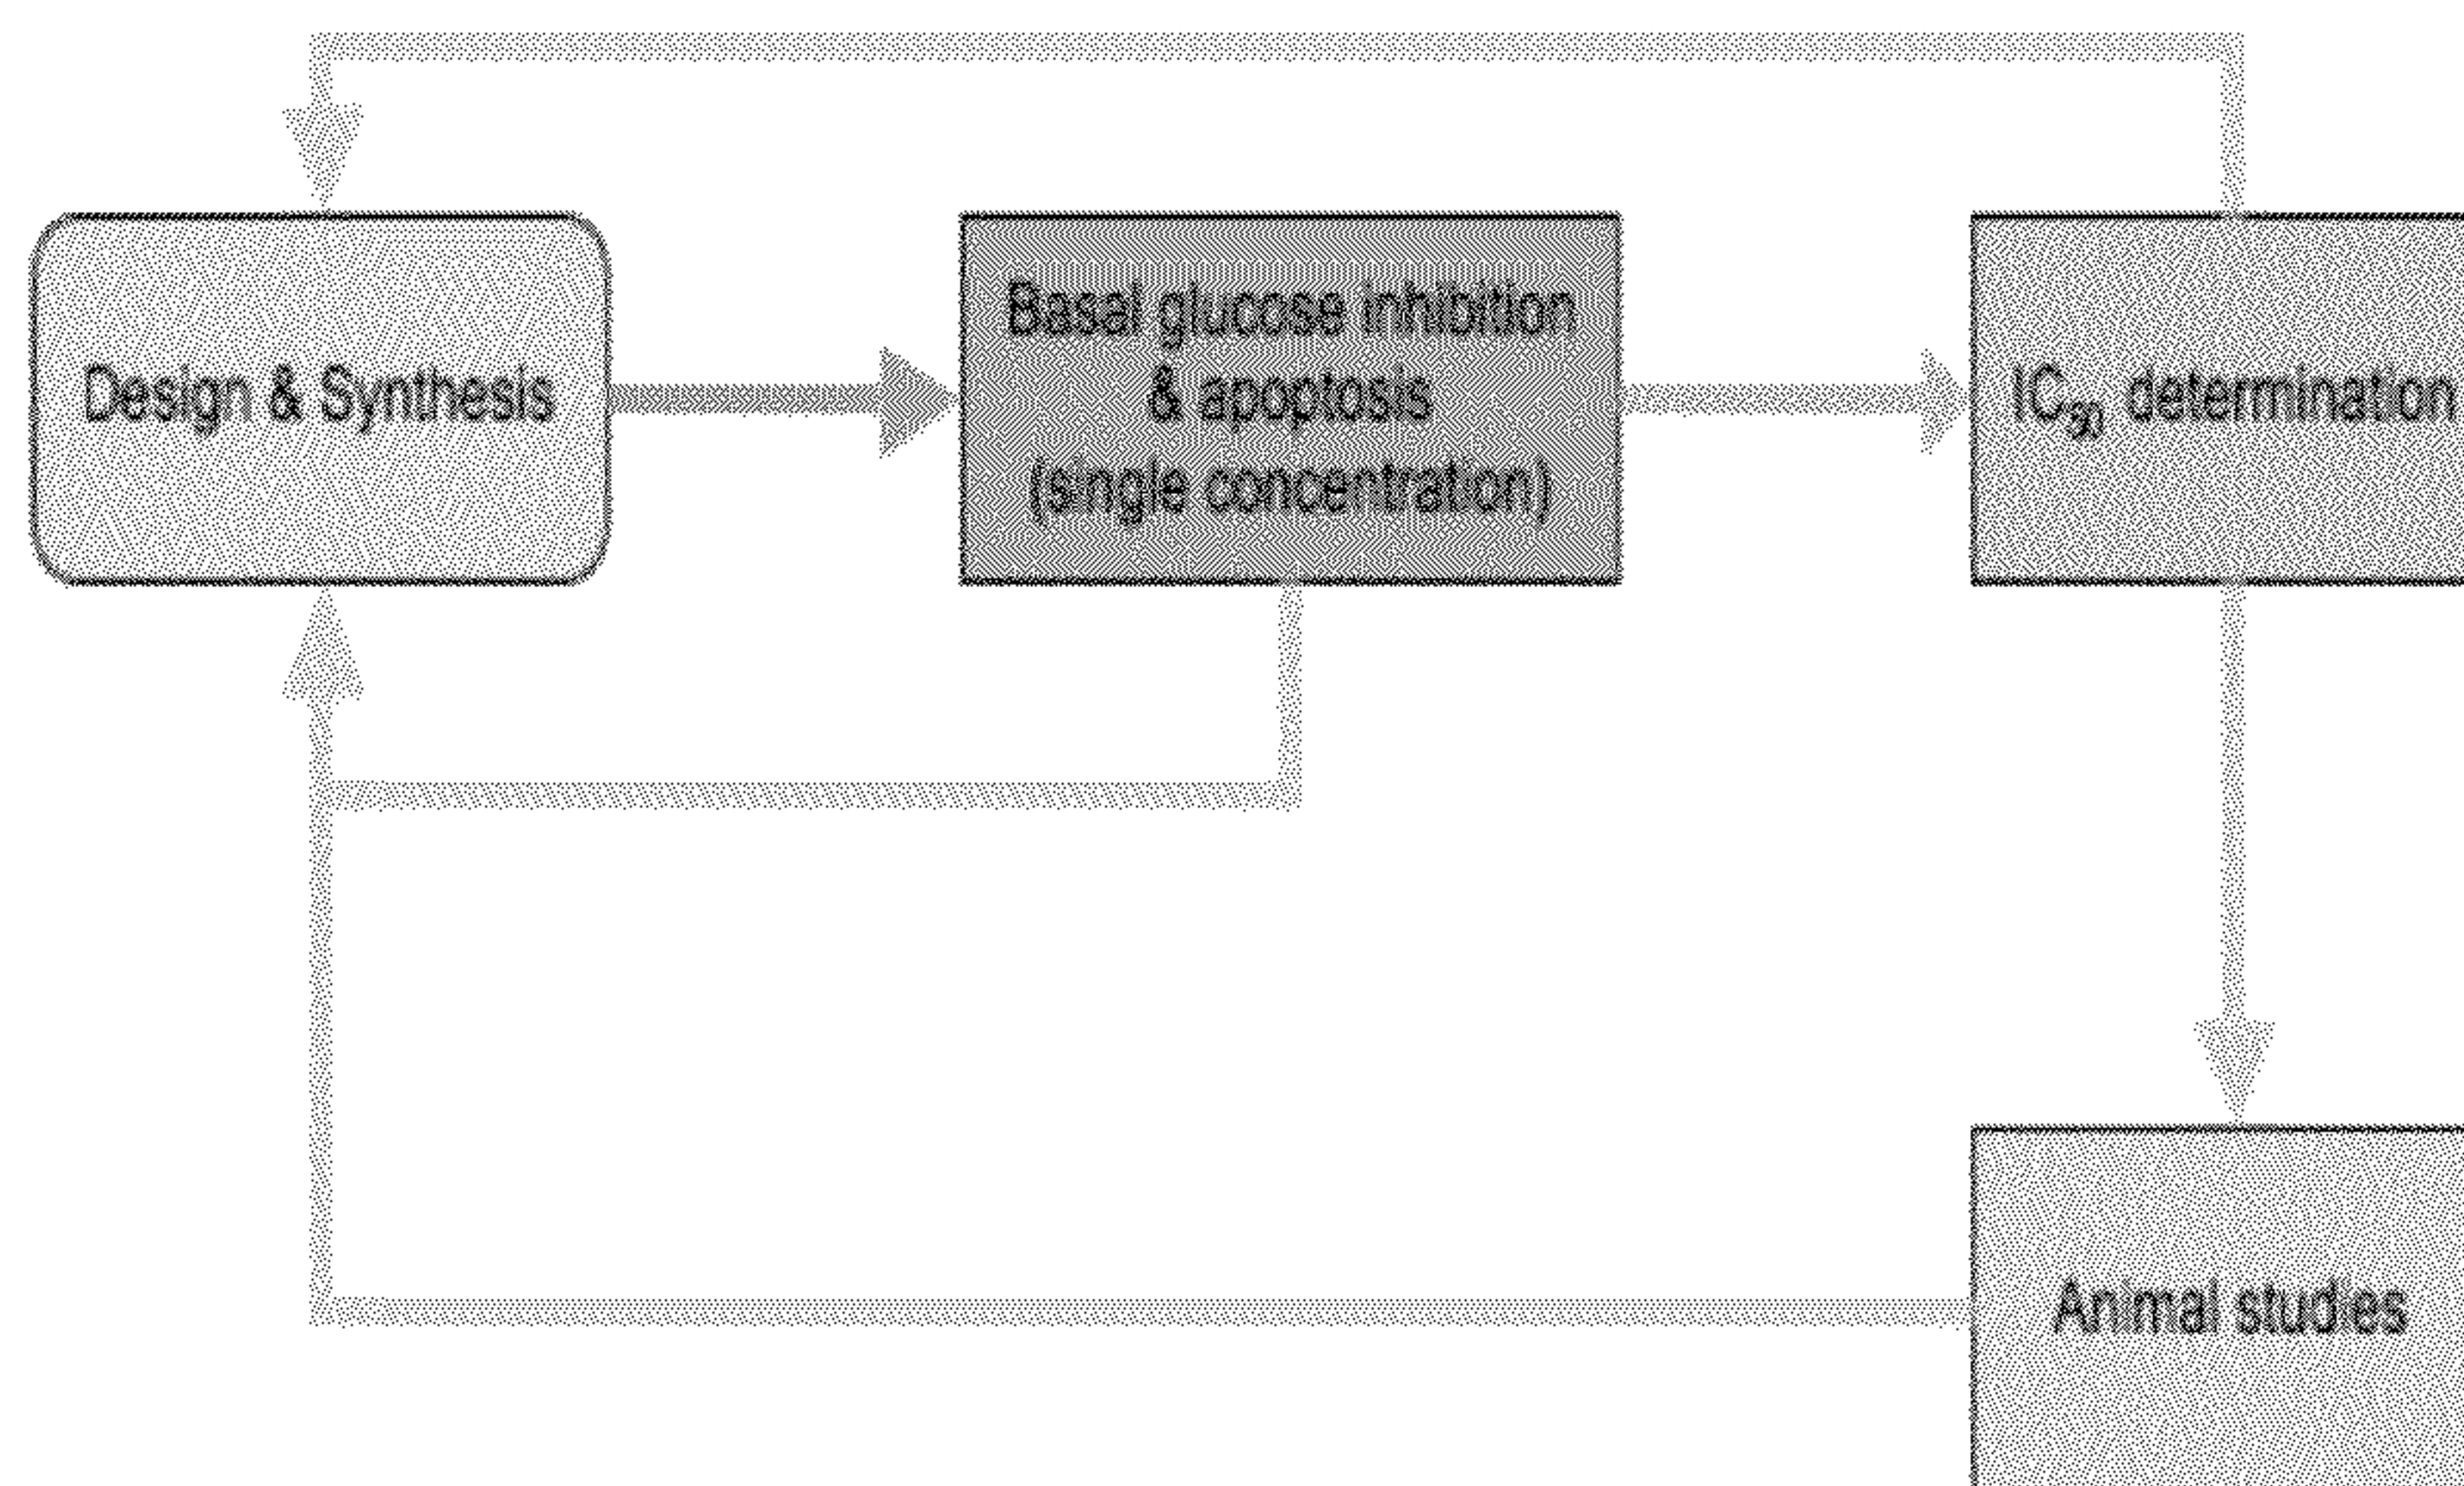 Design & Synthesis
Basal glucose inhibition
& apoptosis
(single concentration)
IC50 determination
Animal studies